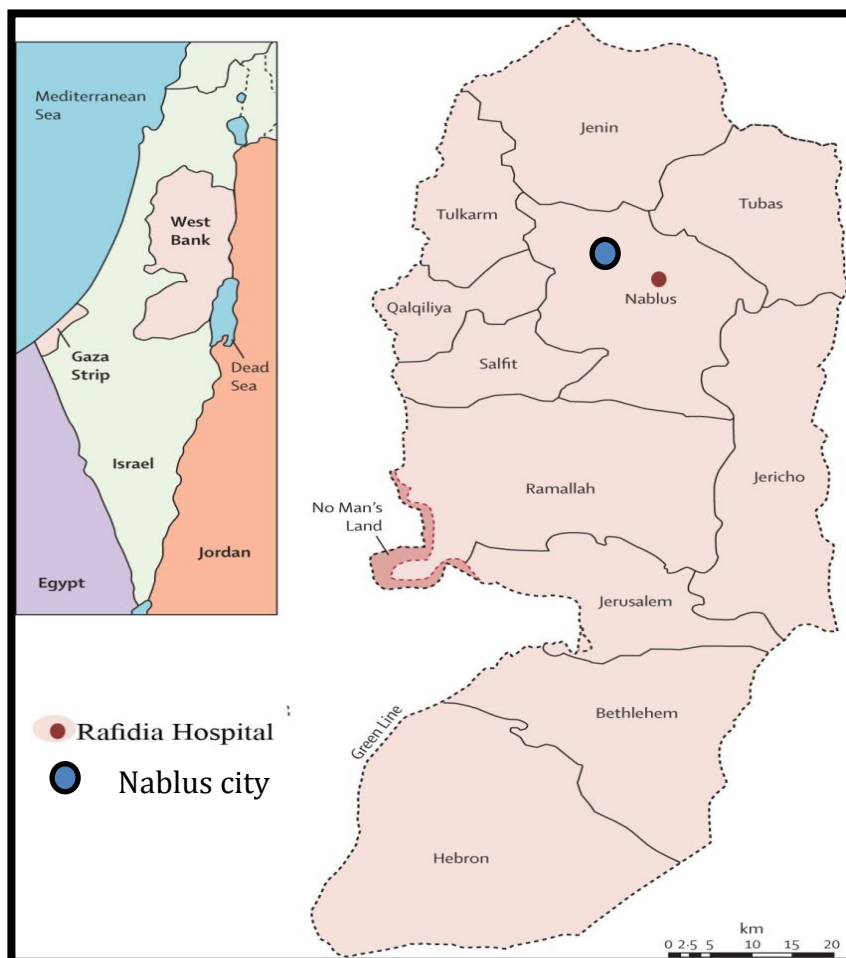 Mediterranean
Sea
West
Bank
Gaza
Strip
Dead
Sea
Israel
Jordan
Egypt
Jenin
Tulkarm
Tubas
Nablus
Qalqiliya
Salfit
Ramallah
Jericho
No Man's
Land
Jerusalem
Bethlehem
Green Line
Hebron
Rafidia Hospital
Nablus city
km
0 2·5 5 10 15 20